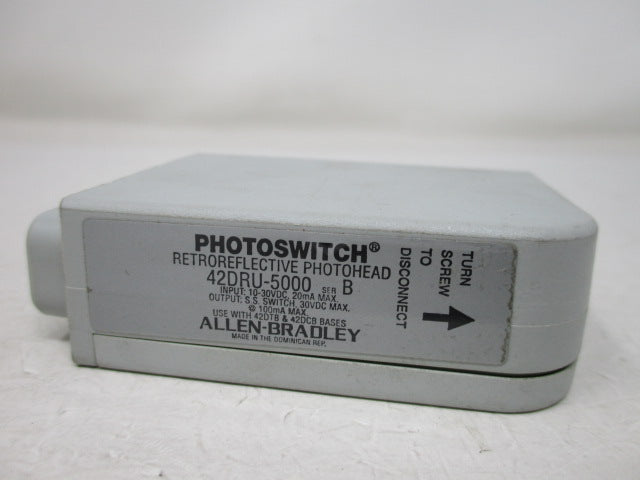 PHOTOSWITCH®
RETROREFLECTIVE PHOTOHEAD
42DRU-5000 SER B
INPUT: 10-30VDC, 20mA MAX.
OUTPUT: S.S. SWITCH, 30VDC MAX.
@ 100mA MAX.
USE WITH 42DTB & 42DCB BASES
ALLEN-BRADLEY
MADE IN THE DOMINICAN REP.
TURN
SCREW
TO
DISCONNECT